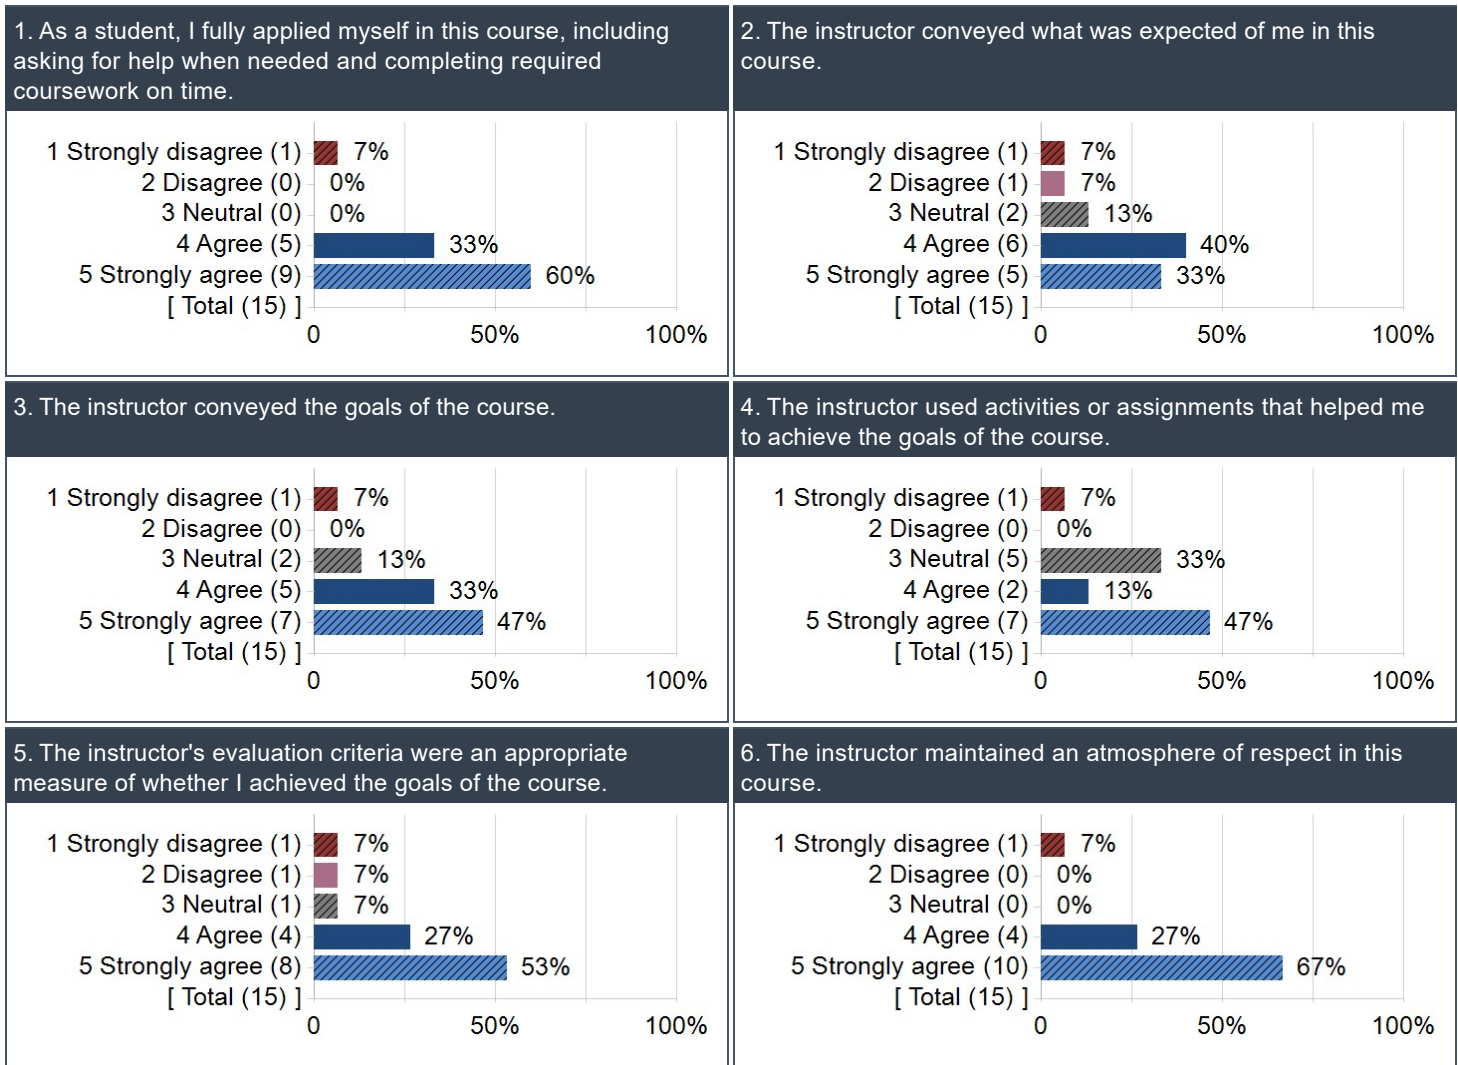 1. As a student, I fully applied myself in this course, including
asking for help when needed and completing required
coursework on time.
1 Strongly disagree (1) 7%
2 Disagree (0) 0%
3 Neutral (0) 0%
4 Agree (5) 33%
5 Strongly agree (9) 60%
[ Total (15) ]
0 50% 100%
2. The instructor conveyed what was expected of me in this
course.
1 Strongly disagree (1) 7%
2 Disagree (1) 7%
3 Neutral (2) 13%
4 Agree (6) 40%
5 Strongly agree (5) 33%
[ Total (15) ]
0 50% 100%
3. The instructor conveyed the goals of the course.
1 Strongly disagree (1) 7%
2 Disagree (0) 0%
3 Neutral (2) 13%
4 Agree (5) 33%
5 Strongly agree (7) 47%
[ Total (15) ]
0 50% 100%
4. The instructor used activities or assignments that helped me
to achieve the goals of the course.
1 Strongly disagree (1) 7%
2 Disagree (0) 0%
3 Neutral (5) 33%
4 Agree (2) 13%
5 Strongly agree (7) 47%
[ Total (15) ]
0 50% 100%
5. The instructor's evaluation criteria were an appropriate
measure of whether I achieved the goals of the course.
1 Strongly disagree (1) 7%
2 Disagree (1) 7%
3 Neutral (1) 7%
4 Agree (4) 27%
5 Strongly agree (8) 53%
[ Total (15) ]
0 50% 100%
6. The instructor maintained an atmosphere of respect in this
course.
1 Strongly disagree (1) 7%
2 Disagree (0) 0%
3 Neutral (0) 0%
4 Agree (4) 27%
5 Strongly agree (10) 67%
[ Total (15) ]
0 50% 100%